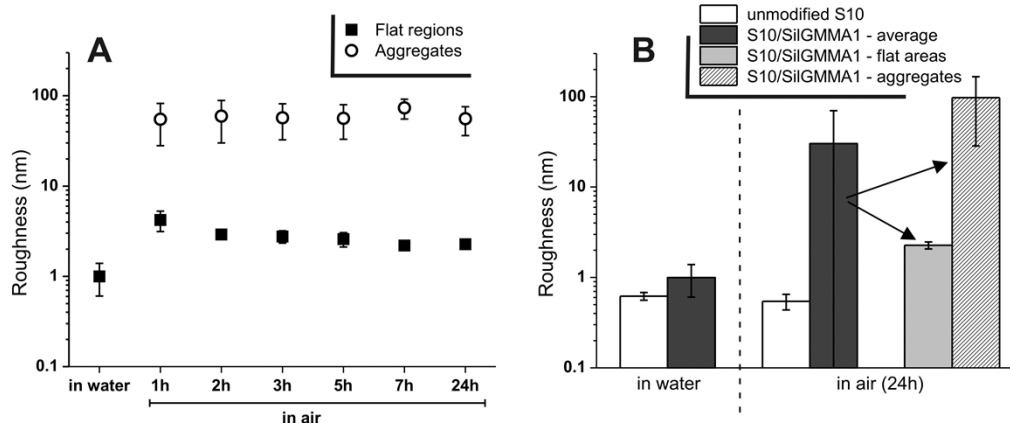 A
Flat regions
Aggregates
Roughness (nm)
100
10
1
0.1
in water 1h 2h 3h 5h 7h 24h
in air
B
unmodified S10
S10/SilGMMA1 - average
S10/SilGMMA1 - flat areas
S10/SilGMMA1 - aggregates
Roughness (nm)
100
10
1
0.1
in water in air (24h)